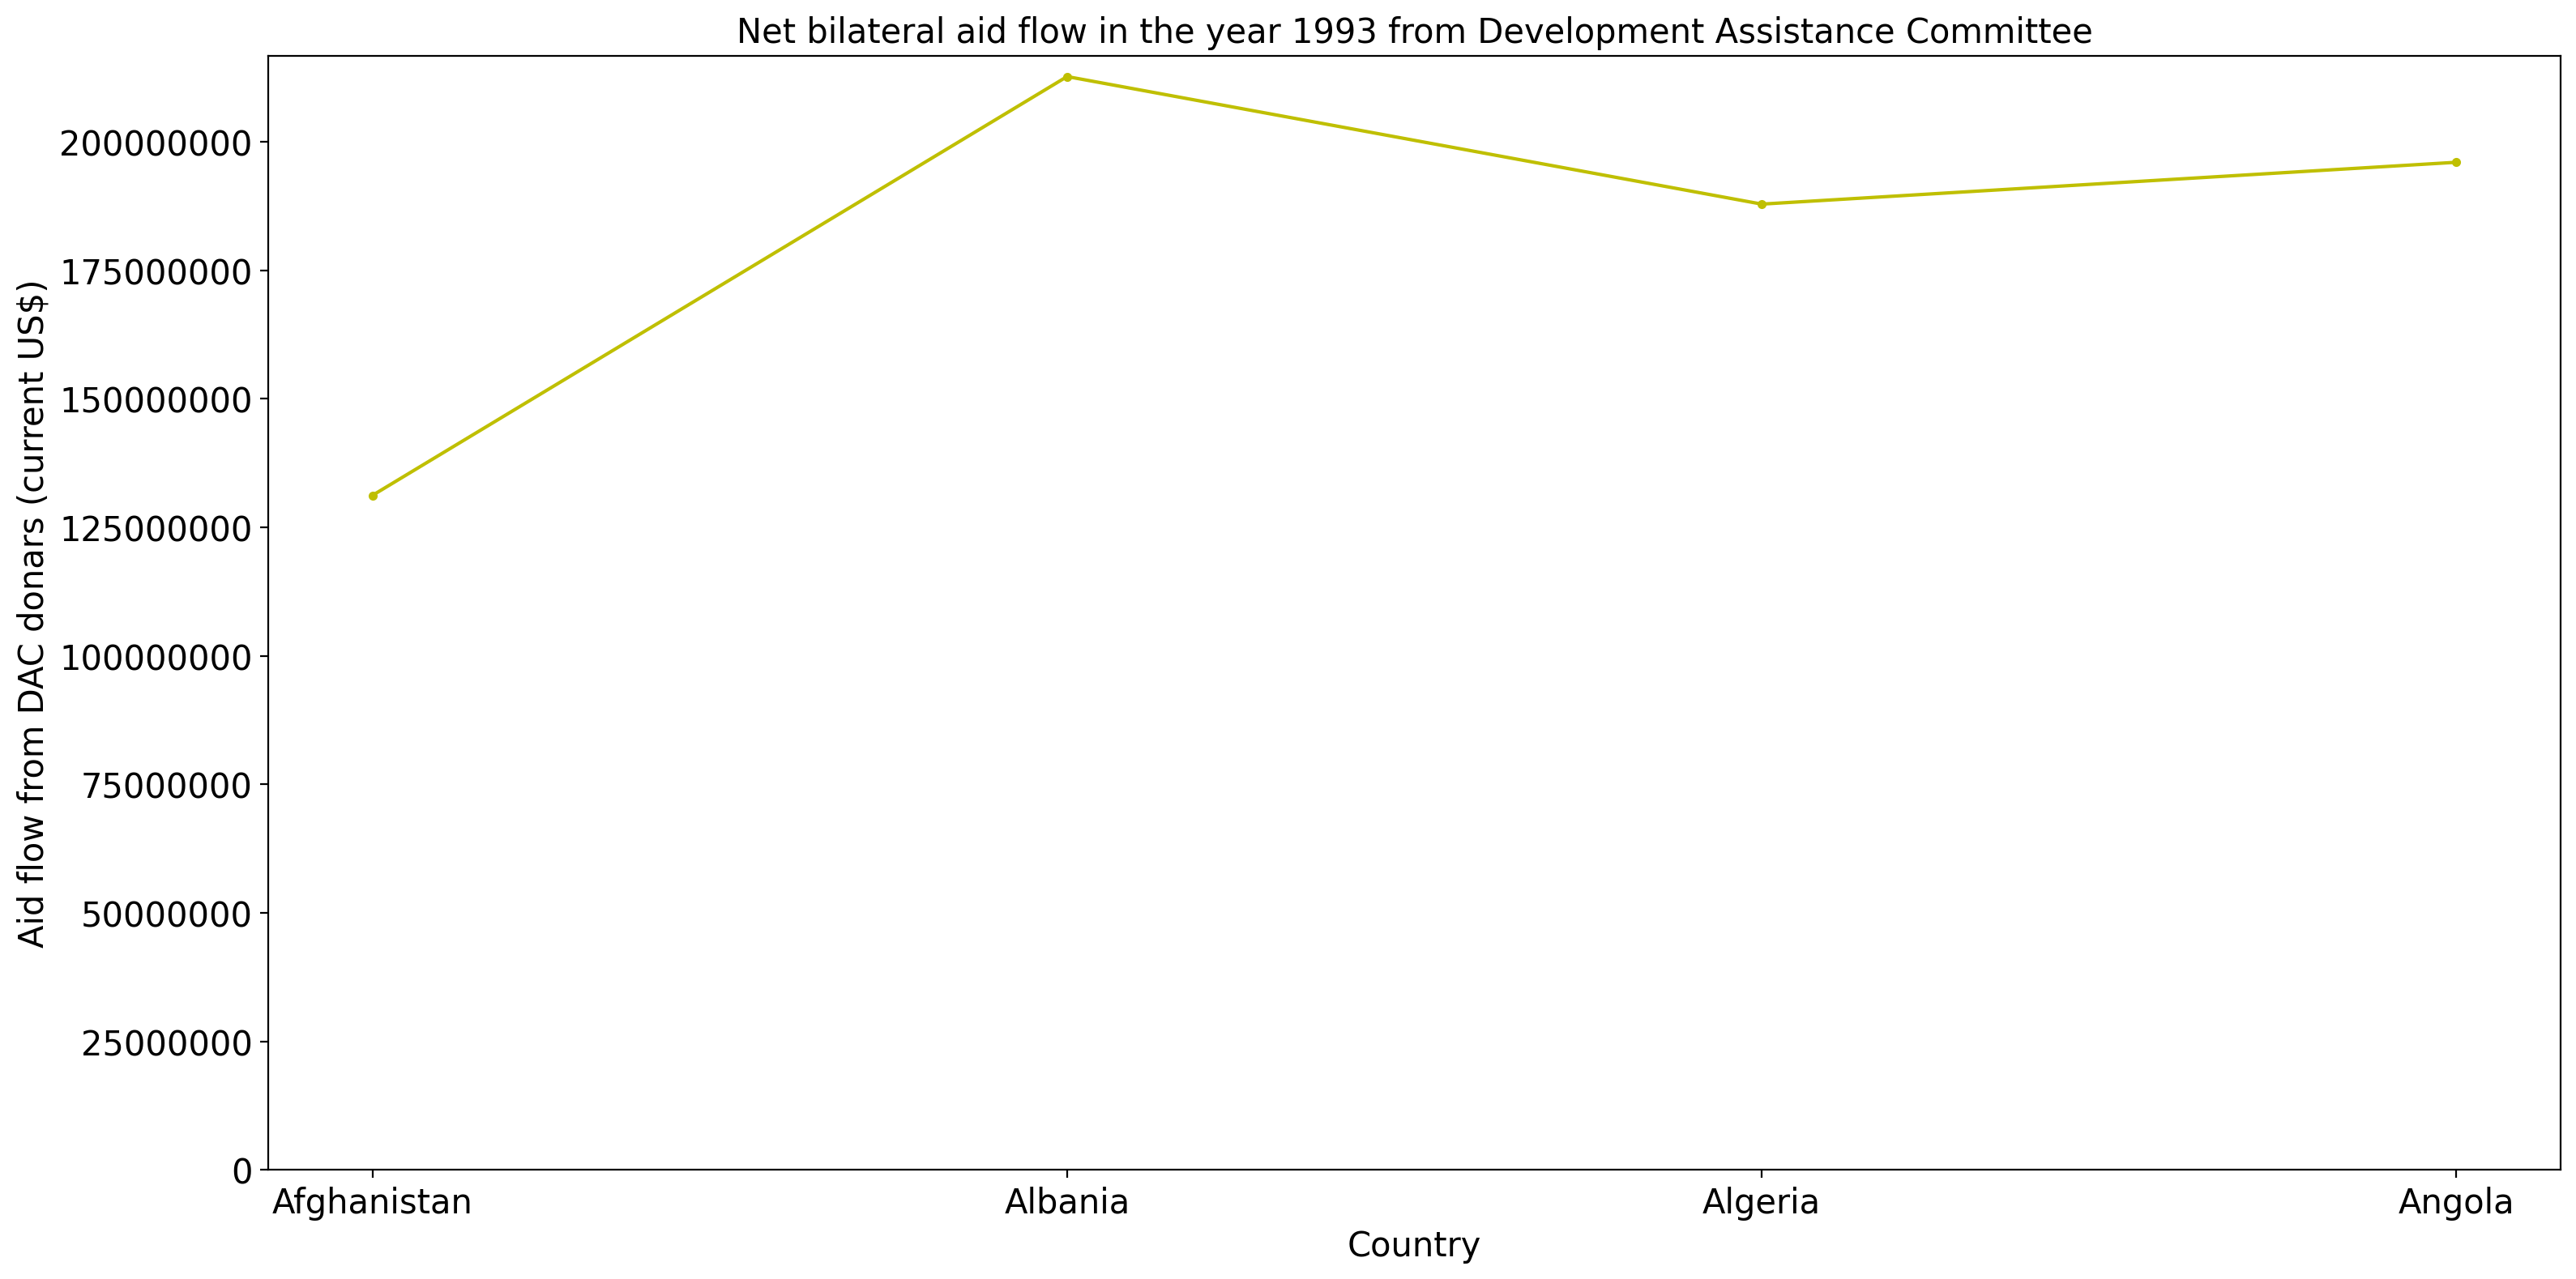 Net bilateral aid flow in the year 1993 from Development Assistance Committee
Aid flow from DAC donars (current US$)
200000000
175000000
150000000
125000000
100000000
75000000
50000000
25000000
0
Afghanistan
Albania
Algeria
Angola
Country